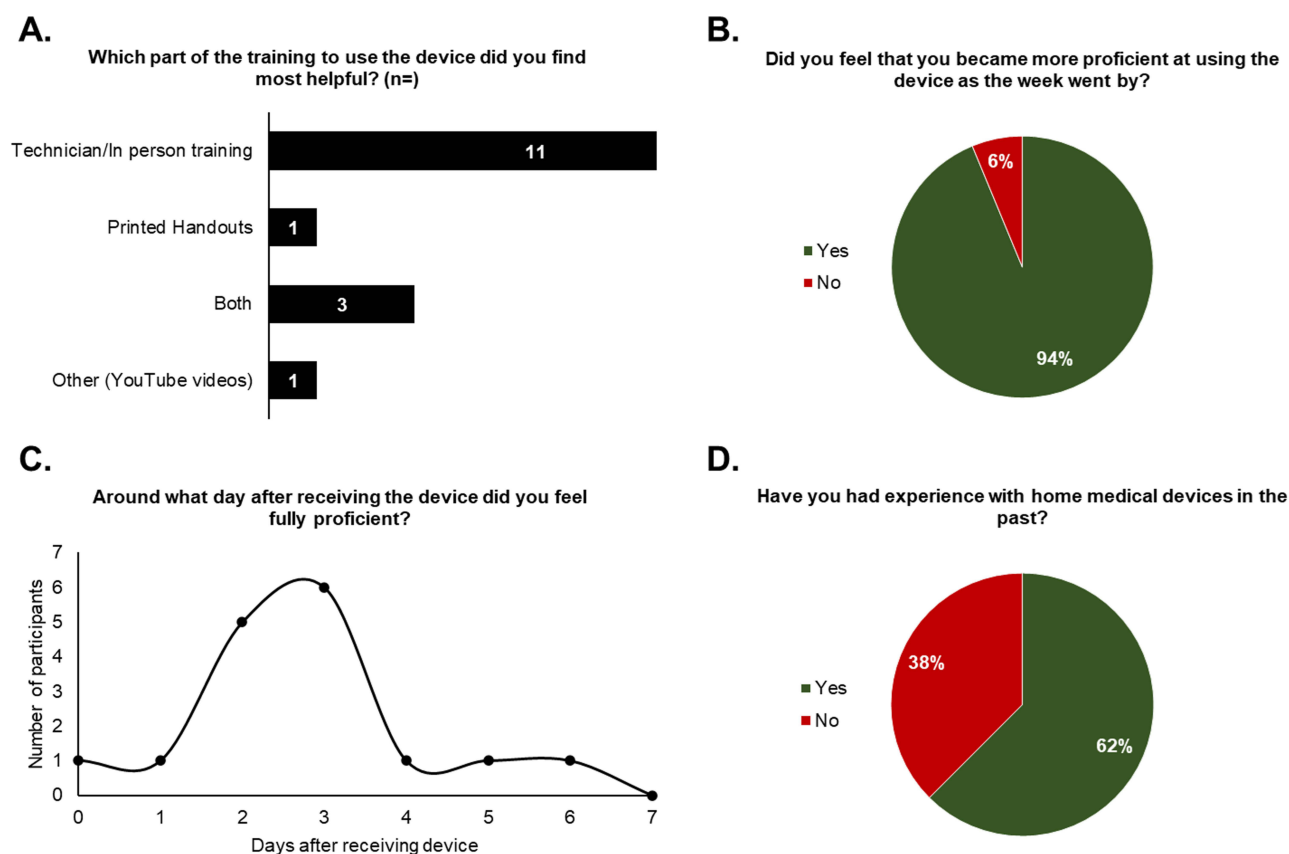 A.
Which part of the training to use the device did you find
most helpful? (n=)
Technician/In person training
11
Printed Handouts
1
Both
3
Other (YouTube videos)
1
B.
Did you feel that you became more proficient at using the
device as the week went by?
6%
Yes
No
94%
C.
Around what day after receiving the device did you feel
fully proficient?
Number of participants
7
6
5
4
3
2
1
0
0 1 2 3 4 5 6 7
Days after receiving device
D.
Have you had experience with home medical devices in the
past?
38%
Yes
No
62%